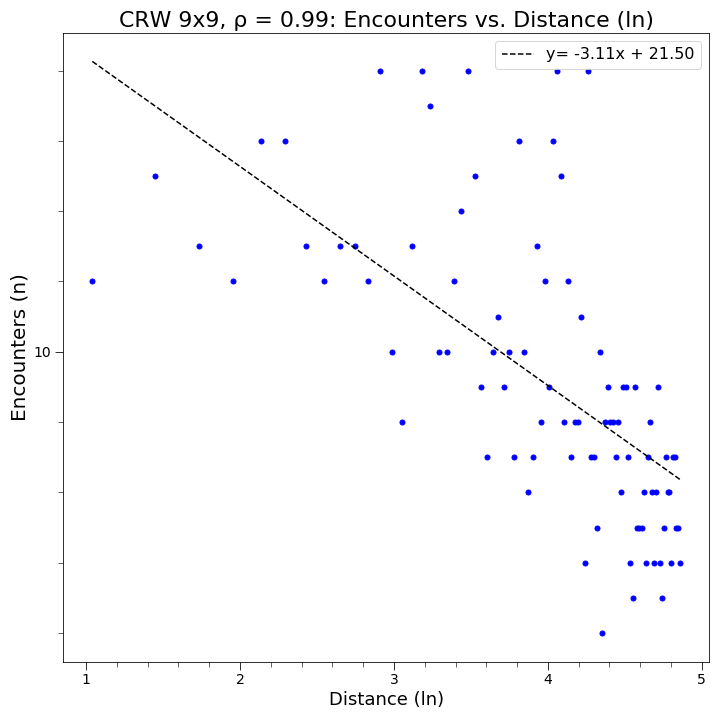 CRW 9x9, ρ = 0.99: Encounters vs. Distance (ln)
y= -3.11x + 21.50
Encounters (n)
10
1 2 3 4 5
Distance (ln)